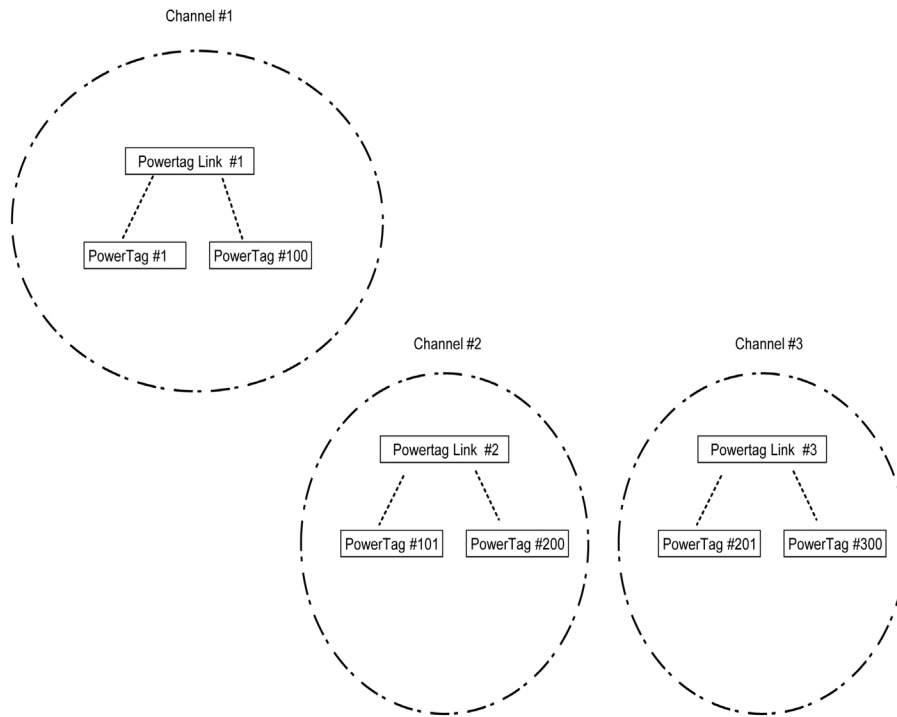 Channel #1
Powertag Link #1
PowerTag #1
PowerTag #100
Channel #2
Channel #3
Powertag Link #2
Powertag Link #3
PowerTag #101
PowerTag #200
PowerTag #201
PowerTag #300